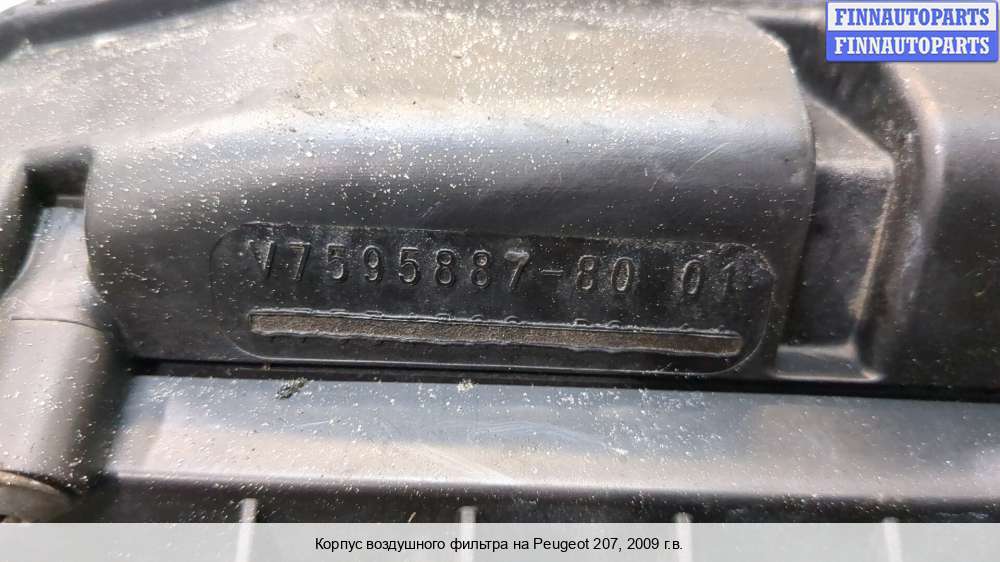 FINNAUTOPARTS
FINNAUTOPARTS
V7595887-80 01
Корпус воздушного фильтра на Peugeot 207, 2009 г.в.